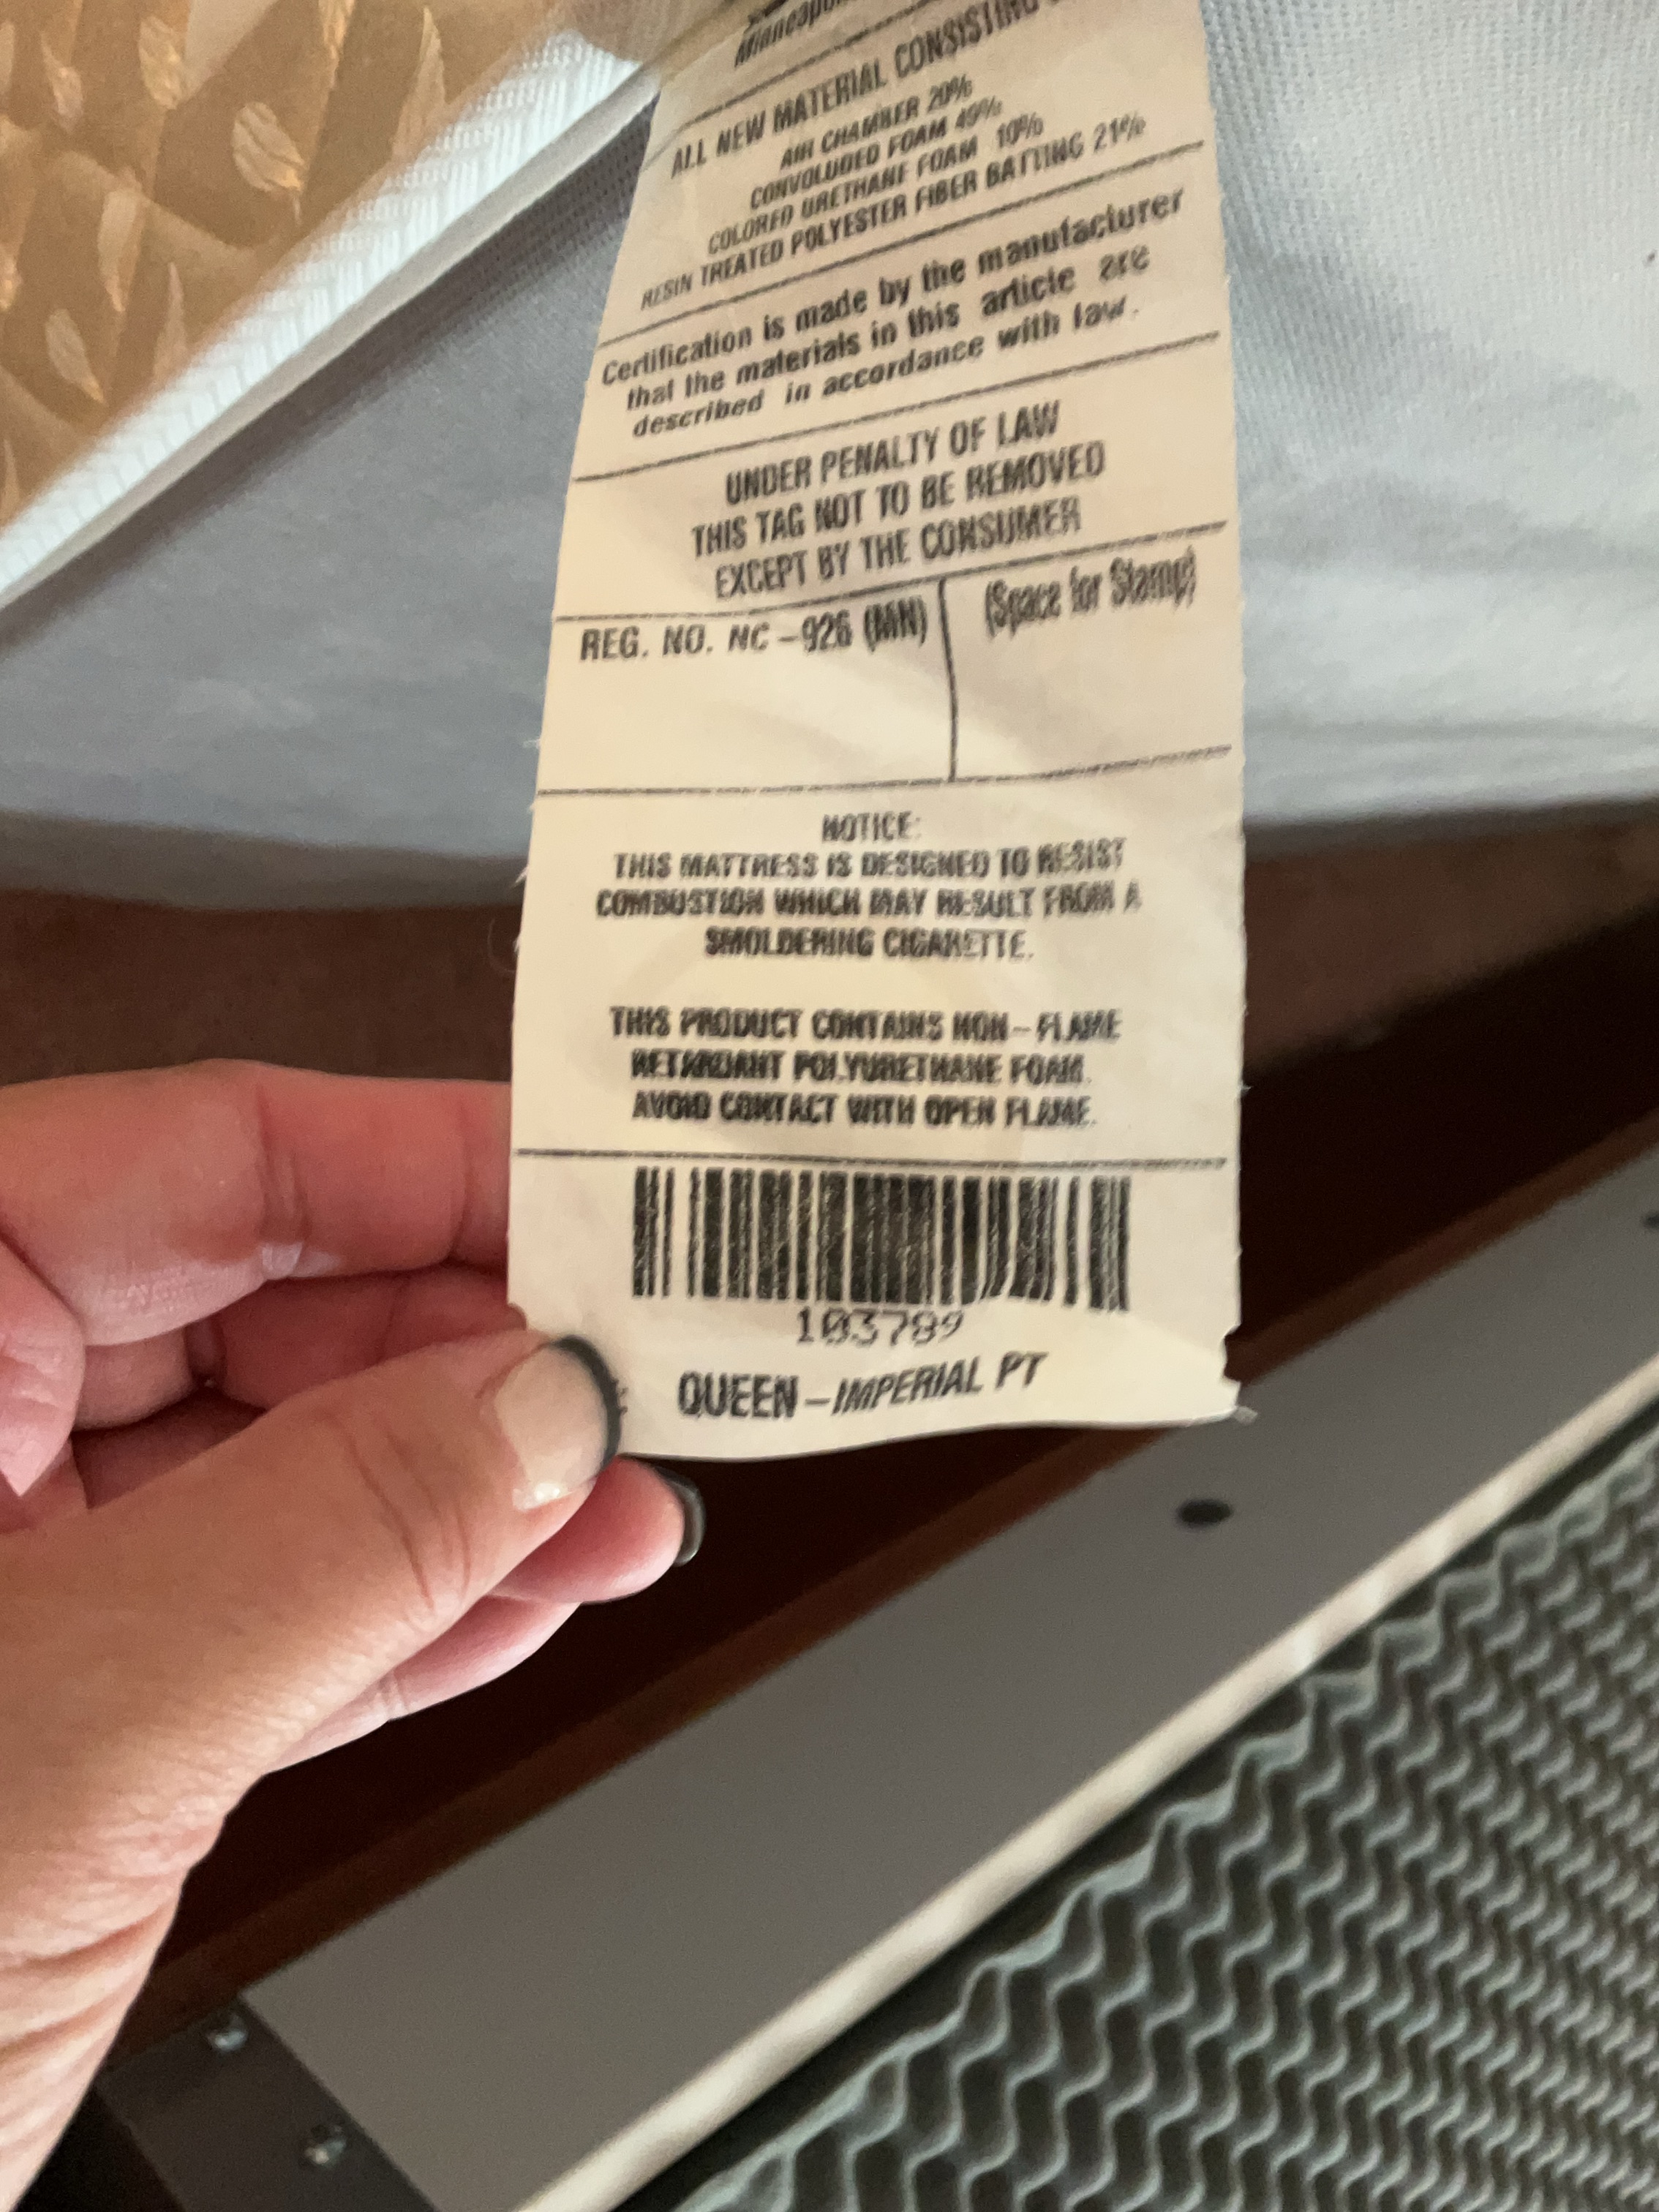 ALL NEW MATERIAL CONSISTING
AIR CHAMBER 20%
CONVOLUDED FOAM 49%
COLORED URETHANE FOAM 10%
RESIN TREATED POLYESTER FIBER BATTING 21%
Certification is made by the manufacturer
that the materials in this article are
described in accordance with law.
UNDER PENALTY OF LAW
THIS TAG NOT TO BE REMOVED
EXCEPT BY THE CONSUMER
REG. NO. NC-926 (MN)
(Space for Stamp)
NOTICE:
THIS MATTRESS IS DESIGNED TO RESIST
COMBUSTION WHICH MAY RESULT FROM A
SMOLDERING CIGARETTE.
THIS PRODUCT CONTAINS NON-FLAME
RETARDANT POLYURETHANE FOAM.
AVOID CONTACT WITH OPEN FLAME.
103789
QUEEN-IMPERIAL PT